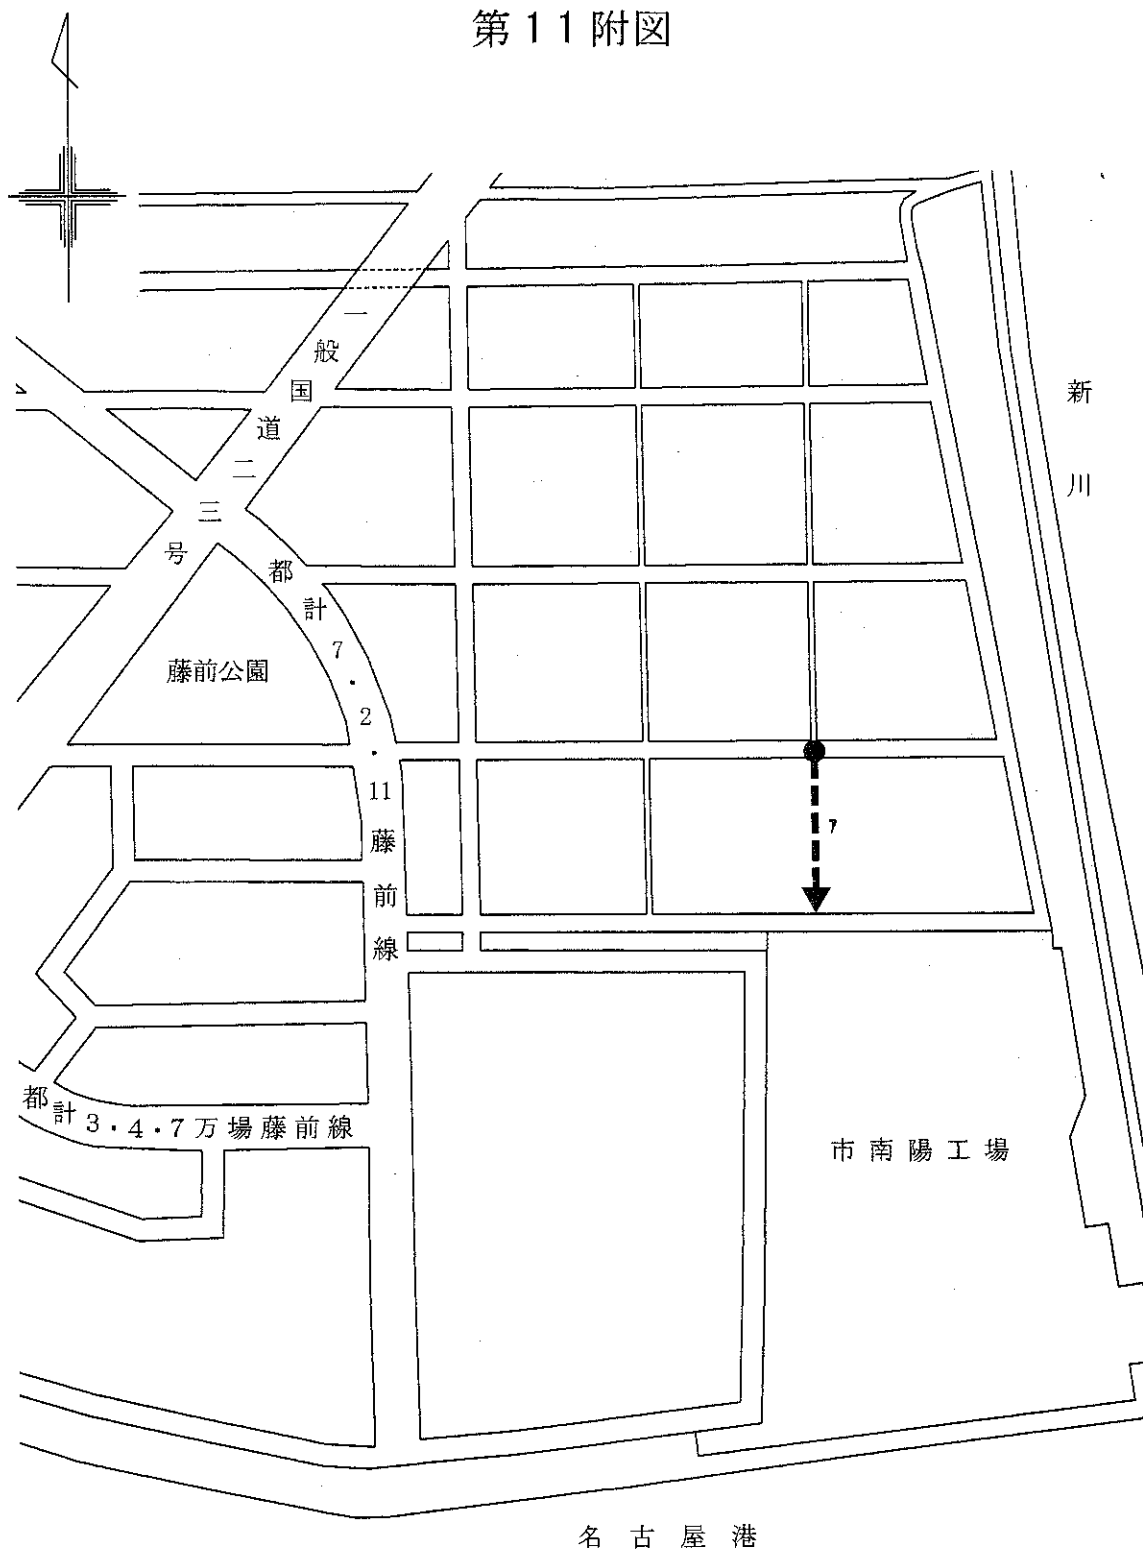 第11附図
一般国道二三号
新川
都計7・2・11藤前線
藤前公園
7
都計3・4・7万場藤前線
市南陽工場
名古屋港